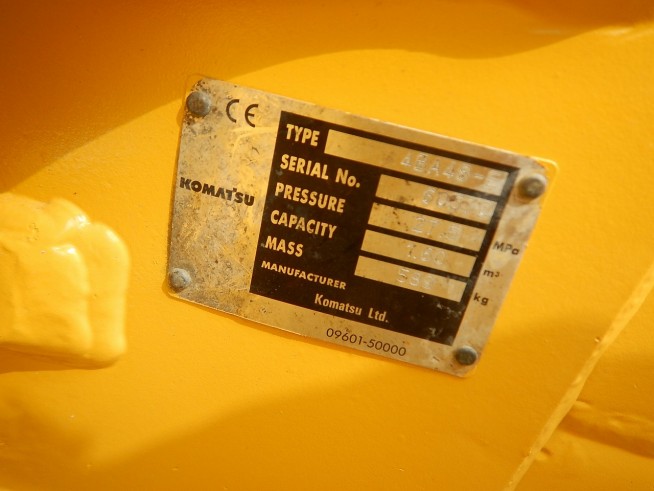 CE
KOMATSU
TYPE
SERIAL No.
PRESSURE MPa
CAPACITY m³
MASS kg
MANUFACTURER
Komatsu Ltd.
09601-50000